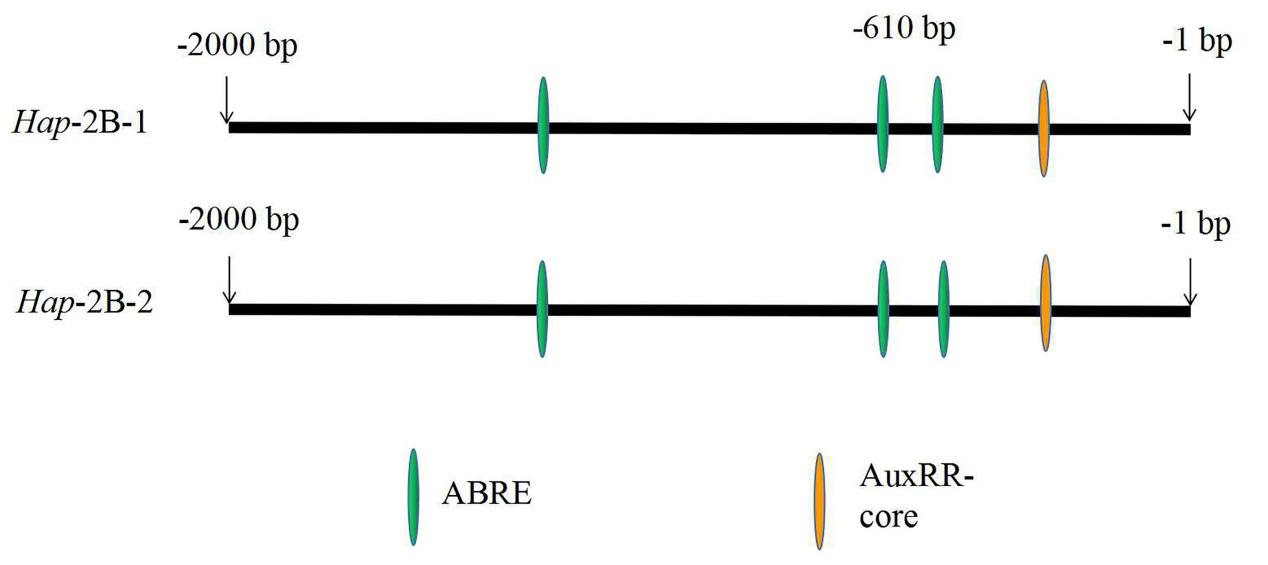 -2000 bp
-610 bp
-1 bp
Hap-2B-1
-2000 bp
-1 bp
Hap-2B-2
ABRE
AuxRR-
core